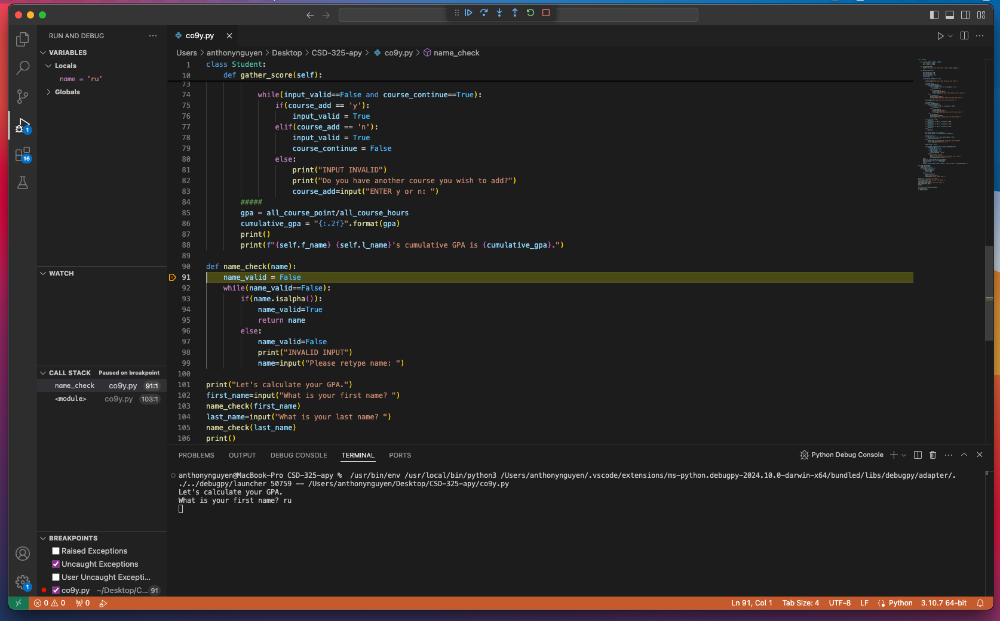 RUN AND DEBUG
VARIABLES
Locals
name = 'ru'
Globals
WATCH
CALL STACK Paused on breakpoint
name_check co9y.py 91:1
<module> co9y.py 103:1
BREAKPOINTS
Raised Exceptions
Uncaught Exceptions
User Uncaught Excepti...
co9y.py ~/Desktop/C... 91
1
16
1
co9y.py
Users > anthonynguyen > Desktop > CSD-325-apy > co9y.py > name_check
1 class Student:
10 def gather_score(self):
73
74 while(input_valid==False and course_continue==True):
75 if(course_add == 'y'):
76 input_valid = True
77 elif(course_add == 'n'):
78 input_valid = True
79 course_continue = False
80 else:
81 print("INPUT INVALID")
82 print("Do you have another course you wish to add?")
83 course_add=input("ENTER y or n: ")
84 #####
85 gpa = all_course_point/all_course_hours
86 cumulative_gpa = "{:.2f}".format(gpa)
87 print()
88 print(f"{self.f_name} {self.l_name}'s cumulative GPA is {cumulative_gpa}.")
89
90 def name_check(name):
91 name_valid = False
92 while(name_valid==False):
93 if(name.isalpha()):
94 name_valid=True
95 return name
96 else:
97 name_valid=False
98 print("INVALID INPUT")
99 name=input("Please retype name: ")
100
101 print("Let's calculate your GPA.")
102 first_name=input("What is your first name? ")
103 name_check(first_name)
104 last_name=input("What is your last name? ")
105 name_check(last_name)
106 print()
PROBLEMS OUTPUT DEBUG CONSOLE TERMINAL PORTS
Python Debug Console
anthonynguyen@MacBook-Pro CSD-325-apy % /usr/bin/env /usr/local/bin/python3 /Users/anthonynguyen/.vscode/extensions/ms-python.debugpy-2024.10.0-darwin-x64/bundled/libs/debugpy/adapter/.
./../debugpy/launcher 50759 -- /Users/anthonynguyen/Desktop/CSD-325-apy/co9y.py
Let's calculate your GPA.
What is your first name? ru
0 0 0
Ln 91, Col 1 Tab Size: 4 UTF-8 LF Python 3.10.7 64-bit